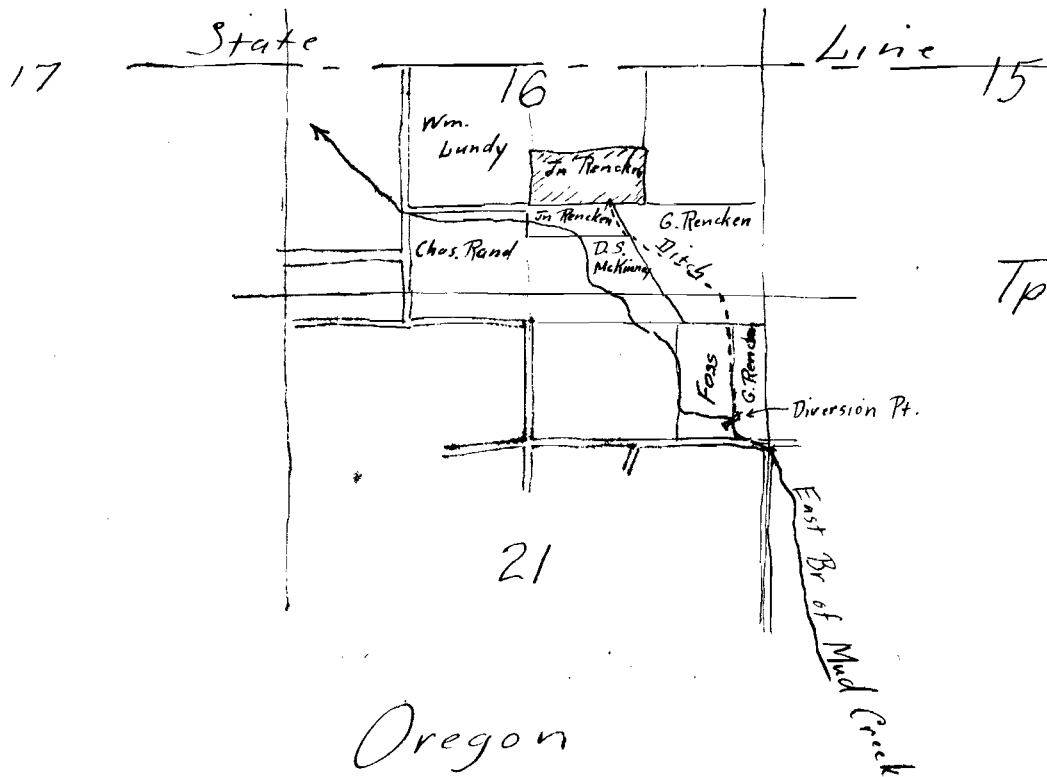 State Line
17 16 15
Wm.
Lundy
Jn Rencken
Jn Rencken
G. Rencken
Chas. Rand
D.S.
McKinney
Ditch
Tp
Foss
G. Rencken
Diversion Pt.
East Br of Mud Creek
21
Oregon